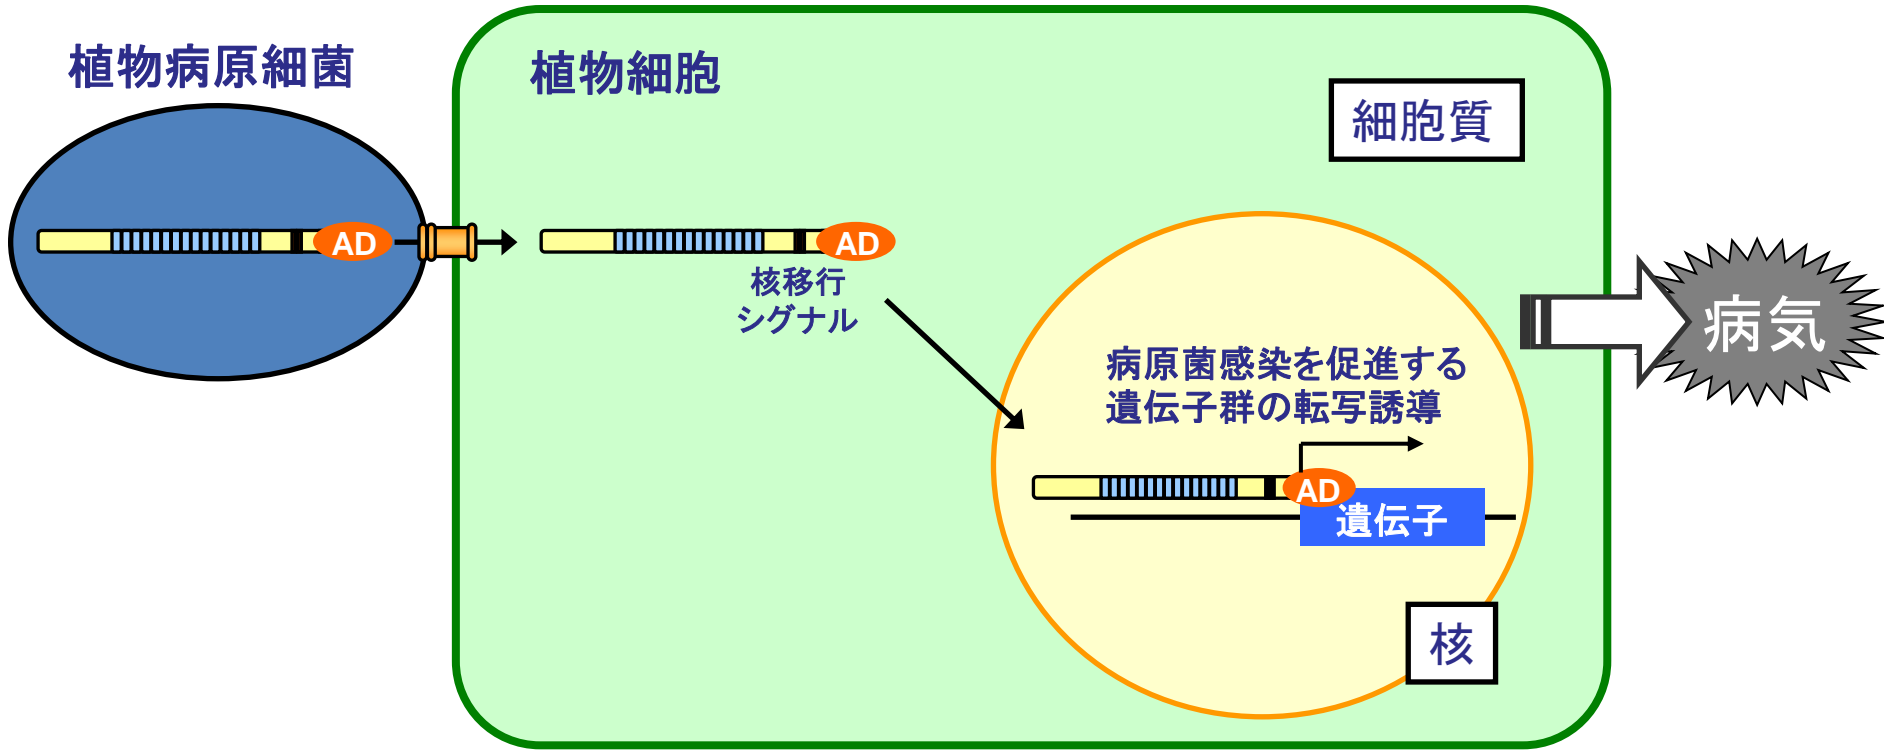 植物病原細菌
植物細胞
細胞質
AD
AD
核移行
シグナル
病気
病原菌感染を促進する
遺伝子群の転写誘導
AD
遺伝子
核